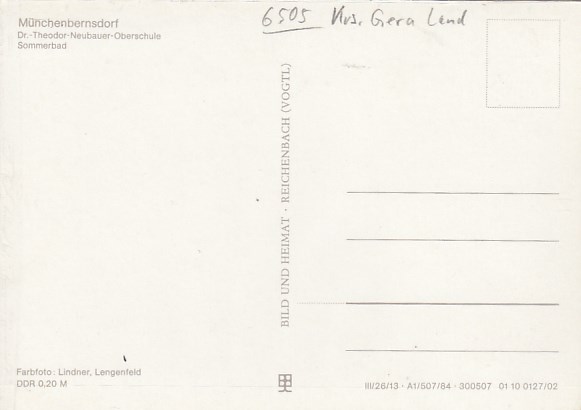 6505 Krs. Gera Land
Münchenbernsdorf
Dr.-Theodor-Neubauer-Oberschule
Sommerbad
BILD UND HEIMAT · REICHENBACH (VOGTL)
Farbfoto: Lindner, Lengenfeld
DDR 0,20 M
III/26/13 · A1/507/84 · 300507 01 10 0127/02